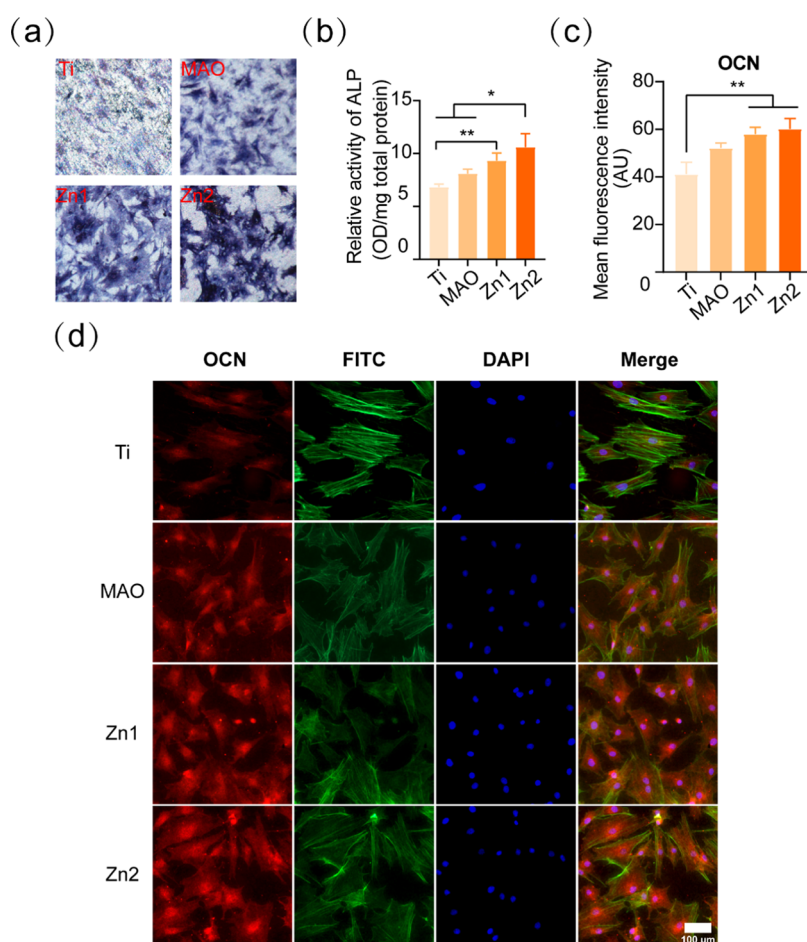 (a)
Ti
MAO
Zn1
Zn2
(b)
Relative activity of ALP
(OD/mg total protein)
15
10
5
0
*
**
Ti
MAO
Zn1
Zn2
(c)
OCN
Mean fluorescence intensity
(AU)
80
60
40
20
0
**
Ti
MAO
Zn1
Zn2
(d)
OCN FITC DAPI Merge
Ti
MAO
Zn1
Zn2
100 um